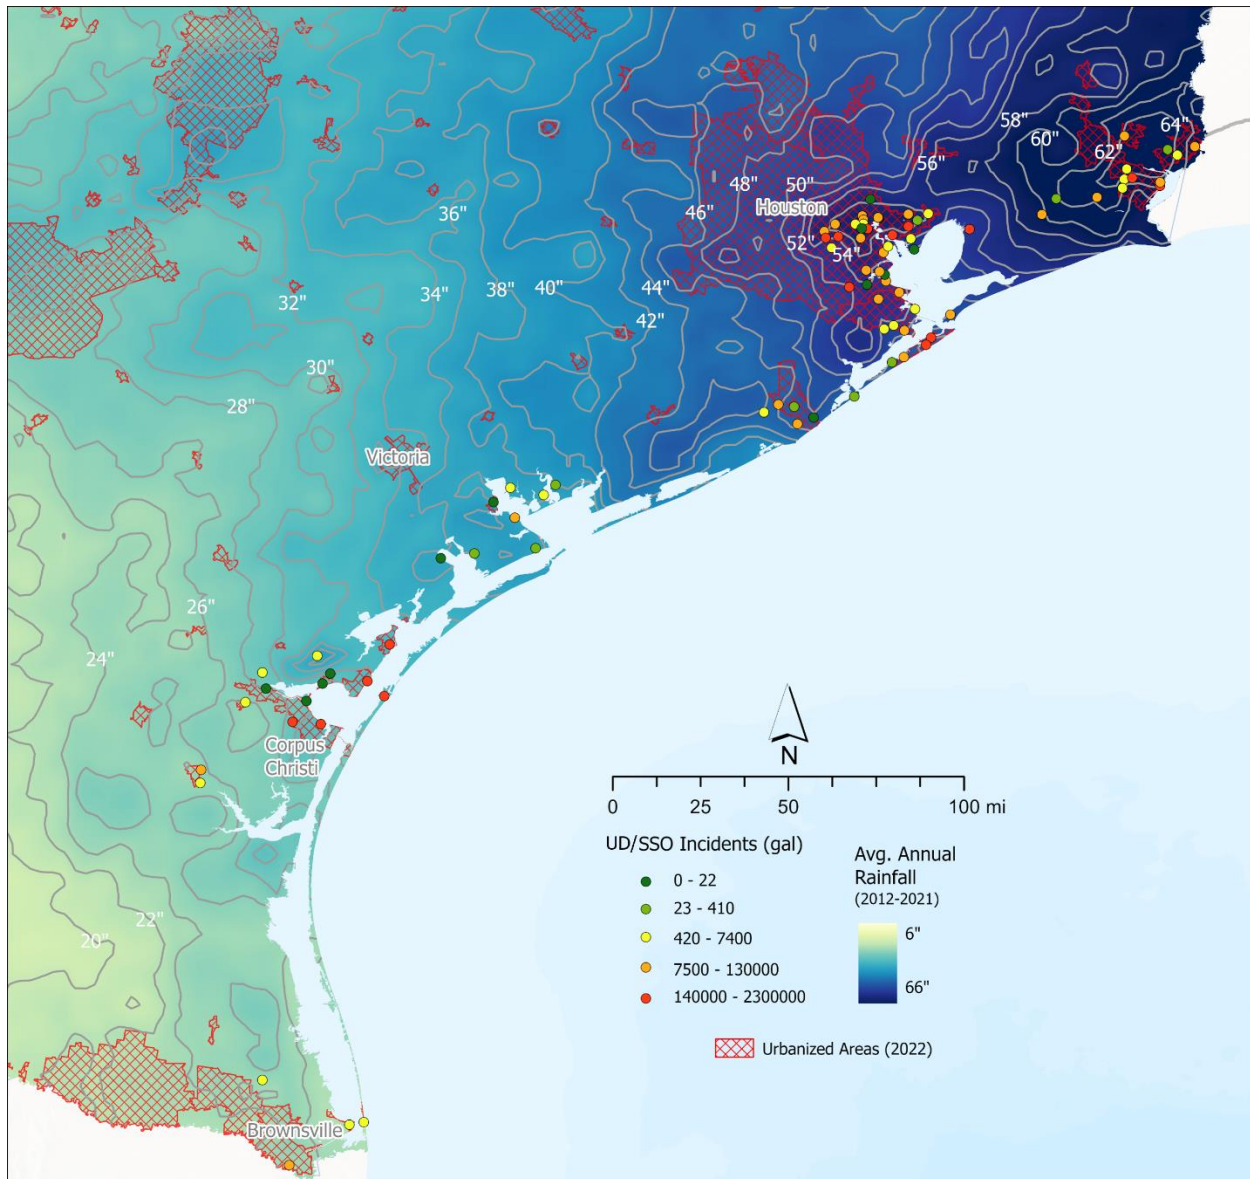 58"
64"
60"
62"
56"
48"
50"
Houston
46"
36"
52"
54"
32"
34"
38"
40"
44"
42"
30"
28"
Victoria
26"
24"
Corpus
Christi
N
0 25 50 100 mi
UD/SSO Incidents (gal)
0 - 22
23 - 410
420 - 7400
7500 - 130000
140000 - 2300000
Avg. Annual
Rainfall
(2012-2021)
6"
66"
Urbanized Areas (2022)
22"
20"
Brownsville